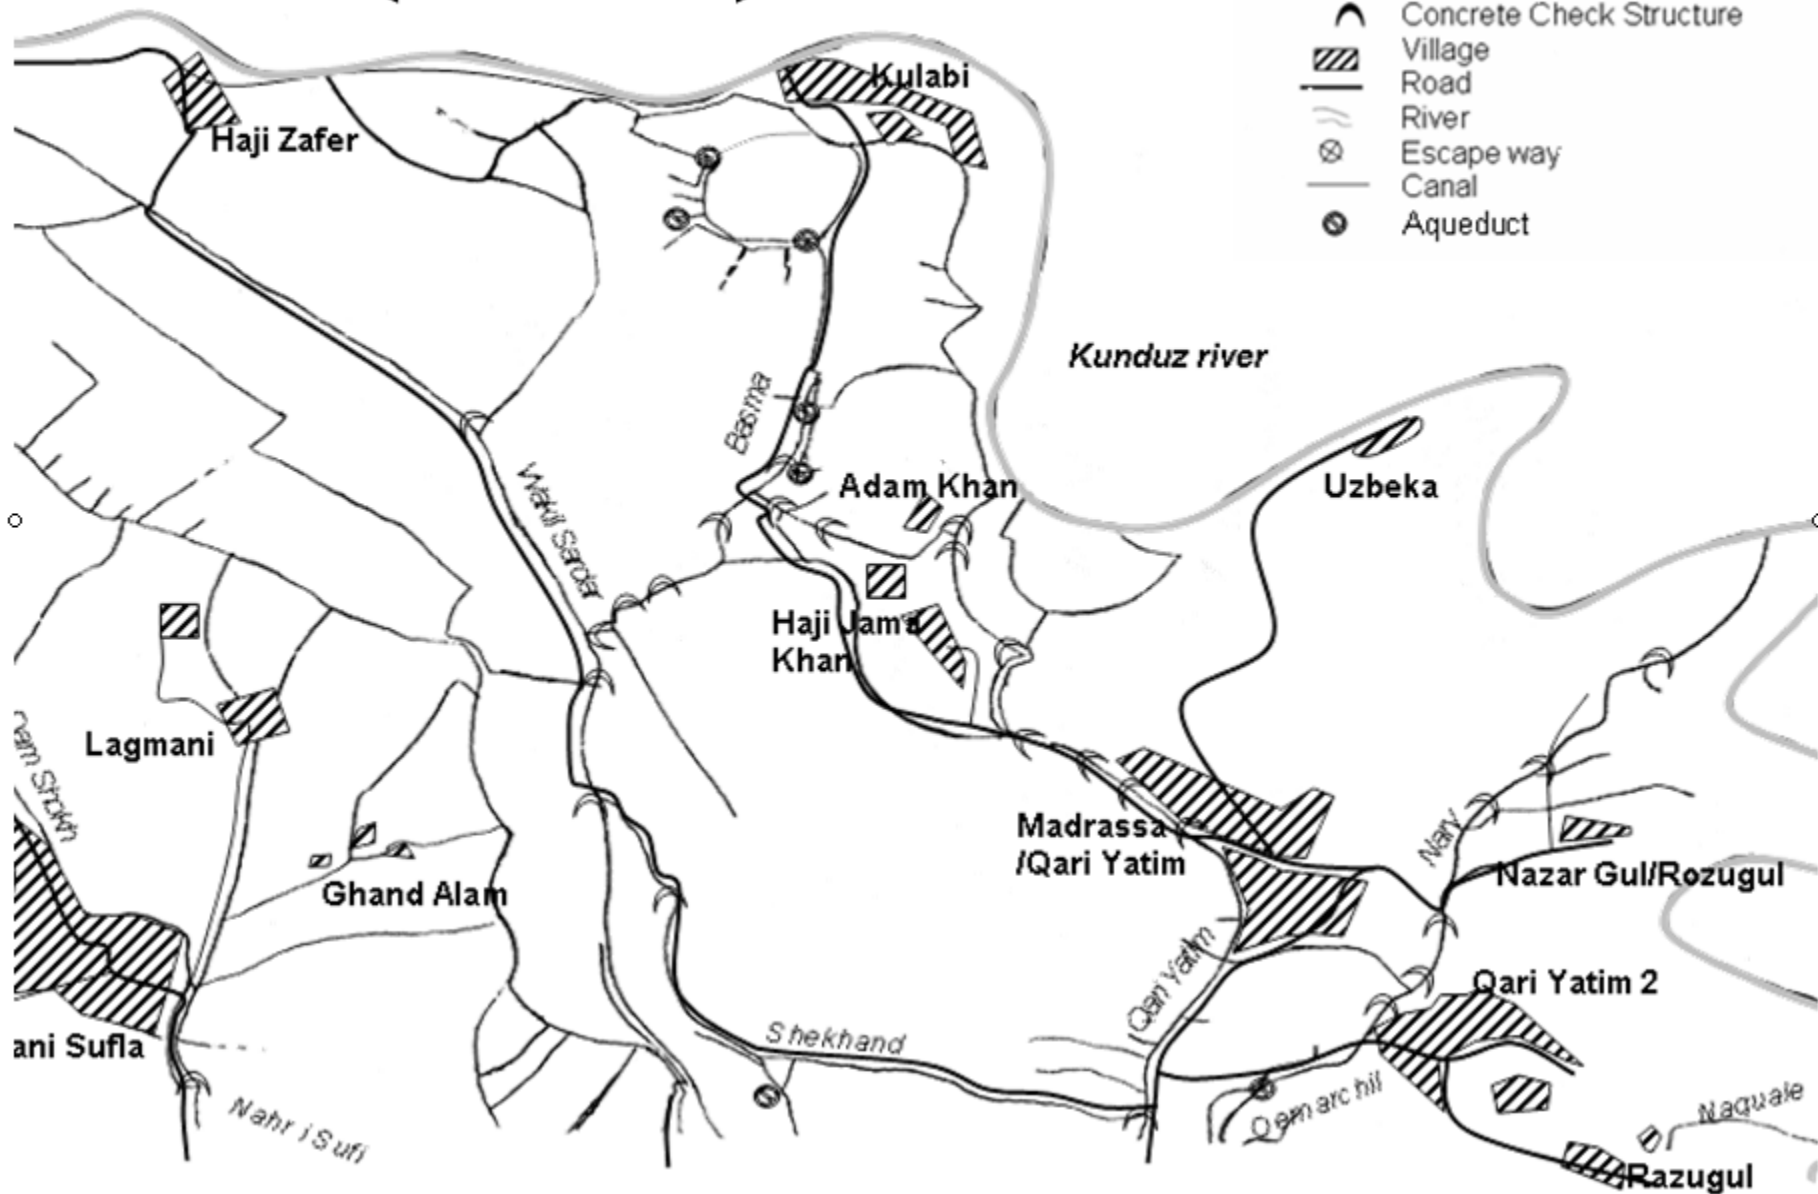 Concrete Check Structure
Village
Road
River
Escape way
Canal
Aqueduct
Kulabi
Haji Zafer
Kunduz river
Basma
Wakil Sardar
Adam Khan
Uzbeka
Haji Jama
Khan
Lagmani
Madrassa
/Qari Yatim
Nary
Nazar Gul/Rozugul
Ghand Alam
Qari Yatim
Qari Yatim 2
ani Sufla
Shekhand
Nahr i Sufi
Qamarchil
Naquale
Razugul